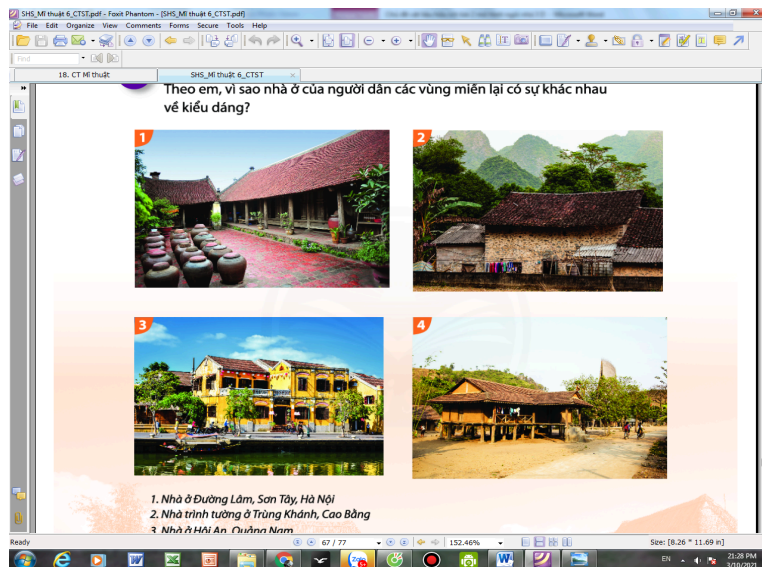 SHS_Mĩ thuật 6_CTST.pdf - Foxit Phantom - [SHS_Mĩ thuật 6_CTST.pdf]
File Edit Organize View Comments Forms Secure Tools Help
Find
18. CT Mĩ thuật
SHS_Mĩ thuật 6_CTST
Theo em, vì sao nhà ở của người dân các vùng miền lại có sự khác nhau
về kiểu dáng?
1
2
3
4
1. Nhà ở Đường Lâm, Sơn Tây, Hà Nội
2. Nhà trình tường ở Trùng Khánh, Cao Bằng
3. Nhà ở Hội An, Quảng Nam
Ready
67 / 77
152.46%
Size: [8.26 * 11.69 in]
EN
21:28 PM
3/10/2021